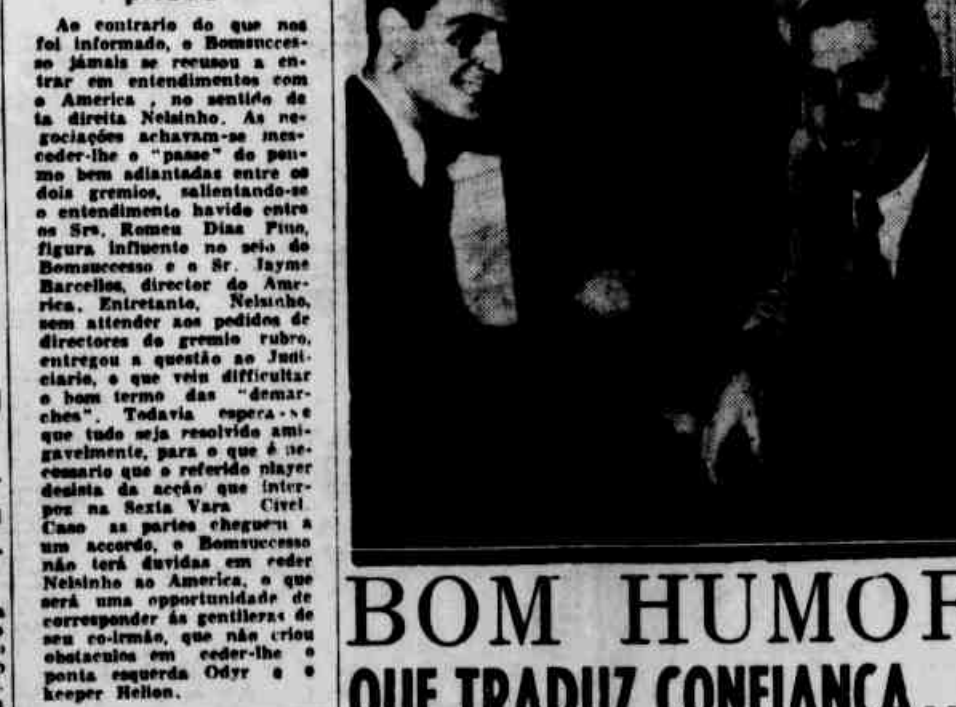 Ao contrario do que nos
foi informado, o Bomsucces-
so jámais se recusou a en-
trar em entendimentos com
o America , no sentido de
ta direita Nelsinho. As ne-
gociações achavam-se mes-
ceder-lhe o "passe" do pon-
mo bem adiantadas entre os
dois gremios, salientando-se
o entendimento havido entre
os Srs. Romeu Dias Pino,
figura influente no seio do
Bomsuccesso e o Sr. Jayme
Barcellos, director do Ame-
rica. Entretanto, Nelsinho,
sem attender aos pedidos de
directores do gremio rubro,
entregou a questão ao Judi-
ciario, o que veiu difficultar
o bom termo das "demar-
ches". Todavia espera-se
que tudo seja resolvido ami-
gavelmente, para o que é ne-
cessario que o referido player
desista da acção que inter-
poz na Sexta Vara Civel.
Caso as partes cheguem a
um accordo, o Bomsuccesso
não terá duvidas em ceder
Nelsinho ao America, o que
será uma opportunidade de
corresponder ás gentilezas de
seu co-irmão, que não criou
obstaculos em ceder-lhe o
ponta esquerda Odyr e o
keeper Helion.
BOM HUMOR
QUE TRADUZ CONFIANÇA...